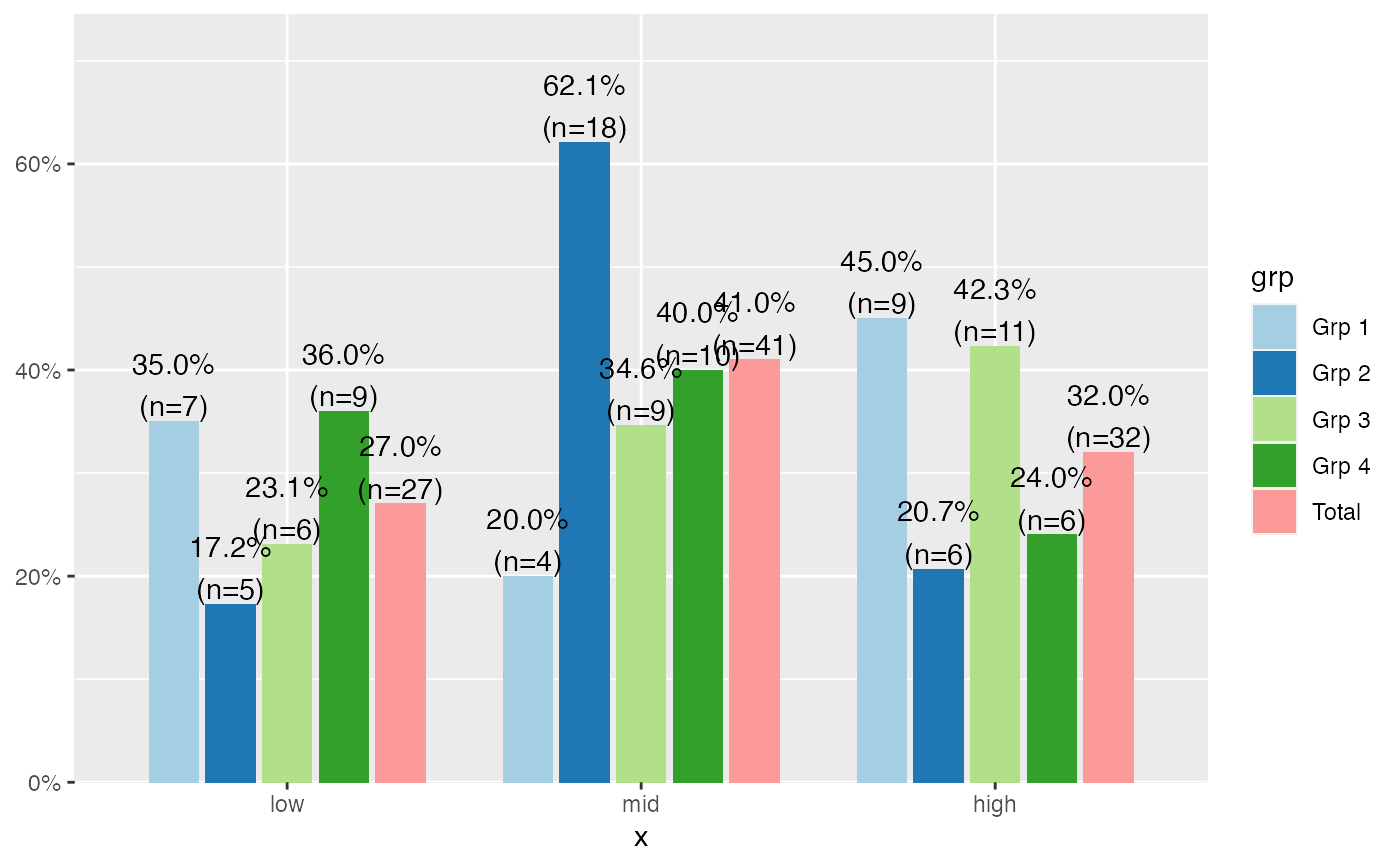 62.1%
(n=18)
60%
45.0%
(n=9)
42.3%
(n=11)
41.0%
(n=41)
40.0%
(n=10)
34.6%
(n=9)
40%
36.0%
(n=9)
35.0%
(n=7)
32.0%
(n=32)
27.0%
(n=27)
24.0%
(n=6)
23.1%
(n=6)
20.7%
(n=6)
20.0%
(n=4)
17.2%
(n=5)
20%
0%
low
mid
high
x
grp
Grp 1
Grp 2
Grp 3
Grp 4
Total